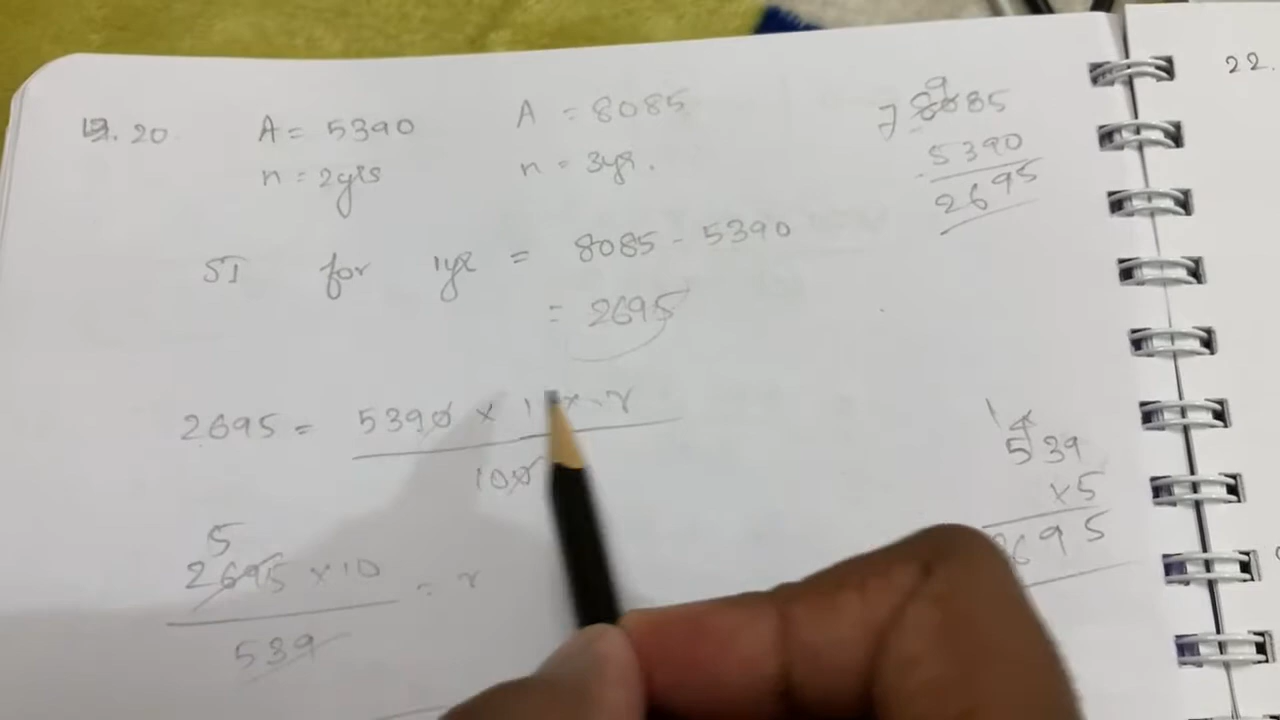 19. 20 A = 5390 A = 8085
n = 2yrs n = 3yr.
8085
5390
2695
SI for 1yr = 8085 - 5390
= 2695
2695 = 5390 × 1 × r
100
5
2695 × 10 = r
539
539
×5
2695
22.